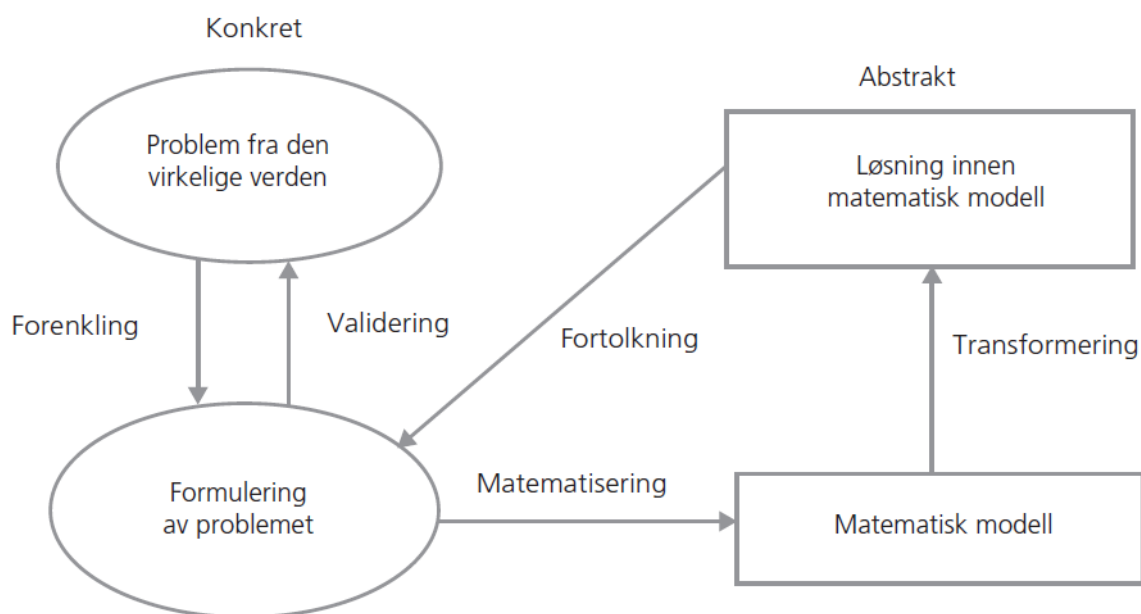 Konkret
Abstrakt
Problem fra den
virkelige verden
Løsning innen
matematisk modell
Forenkling
Validering
Fortolkning
Transformering
Matematisering
Formulering
av problemet
Matematisk modell